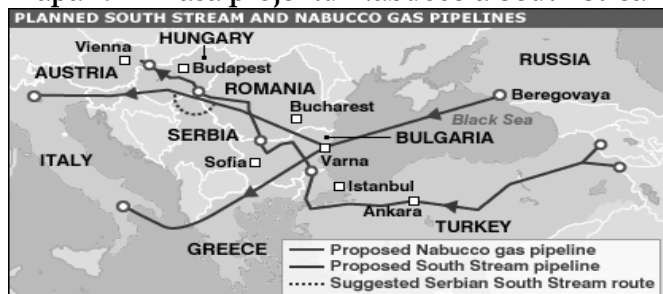 PLANNED SOUTH STREAM AND NABUCCO GAS PIPELINES
HUNGARY
Vienna
RUSSIA
Budapest
AUSTRIA
ROMANIA
Beregovaya
Bucharest
Black Sea
SERBIA
BULGARIA
ITALY
Sofia
Varna
Istanbul
Ankara
TURKEY
GREECE
Proposed Nabucco gas pipeline
Proposed South Stream pipeline
Suggested Serbian South Stream route